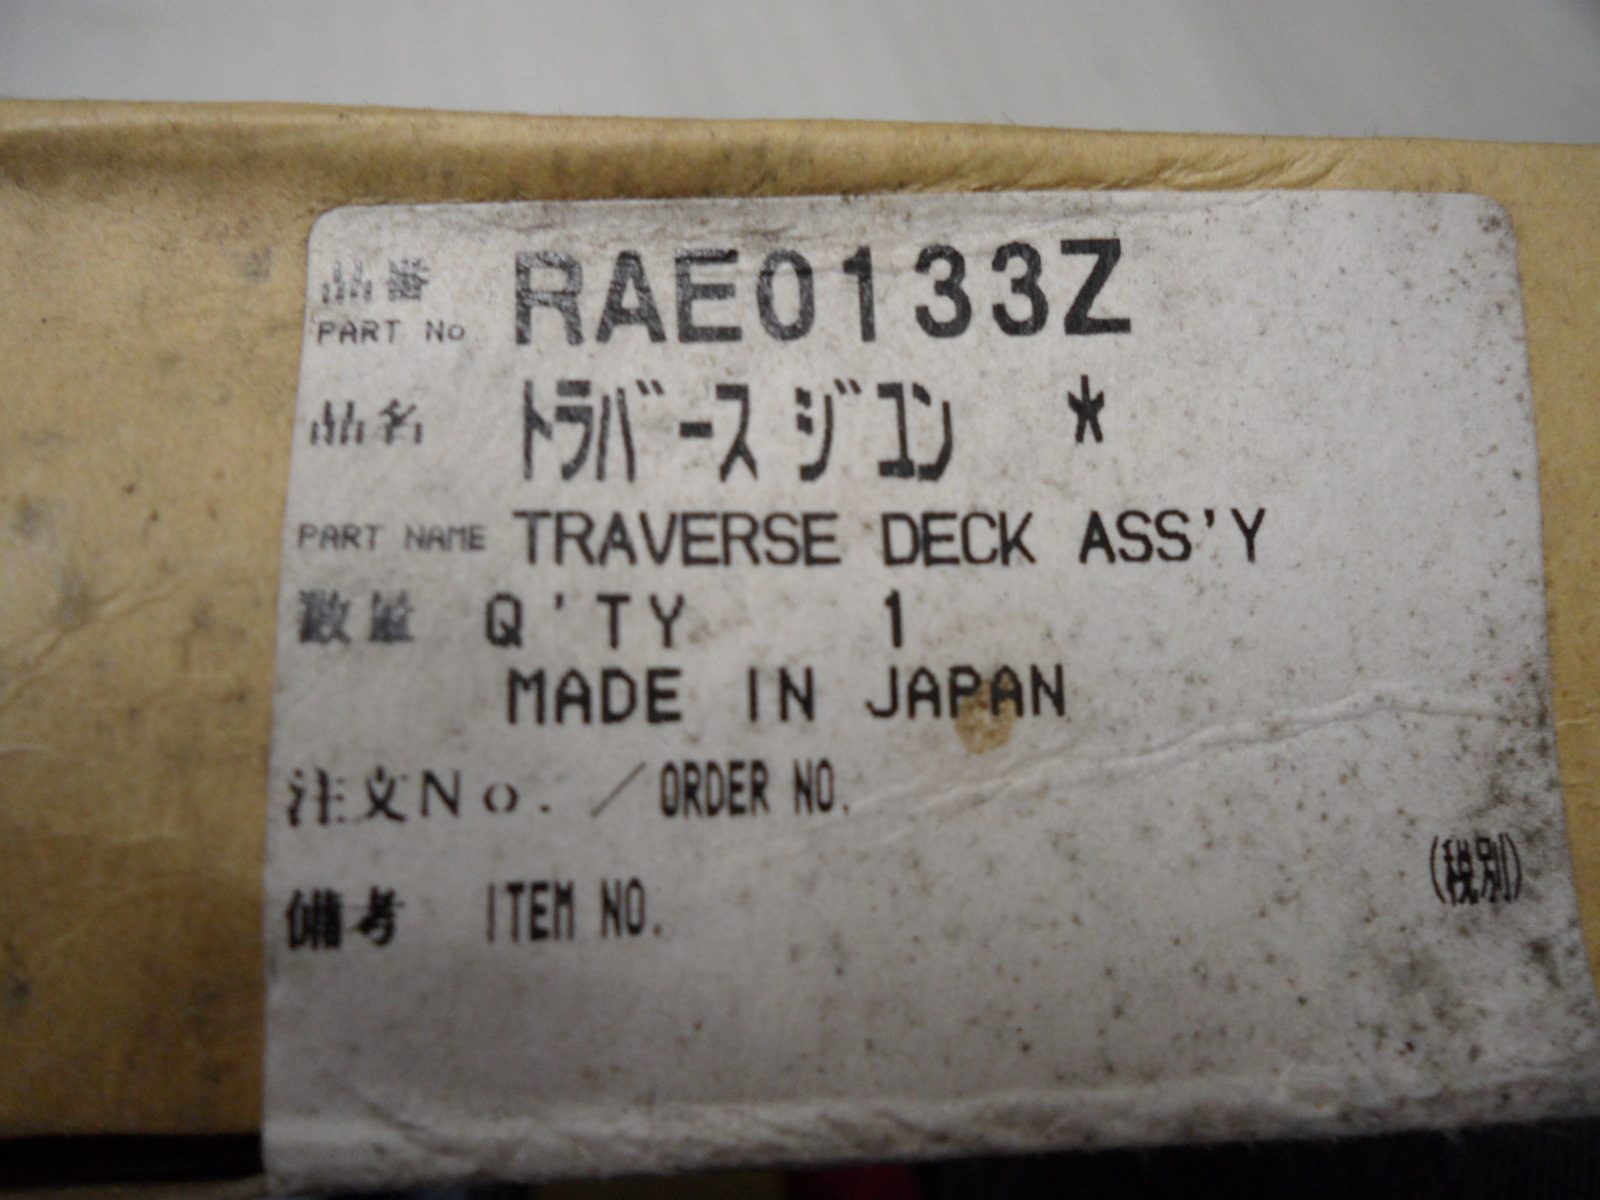 品番
PART No RAE0133Z
品名 トラバース ジ ユン *
PART NAME TRAVERSE DECK ASS'Y
数量 Q'TY 1
MADE IN JAPAN
注文No. ／ORDER NO.
(税別)
備考 ITEM NO.